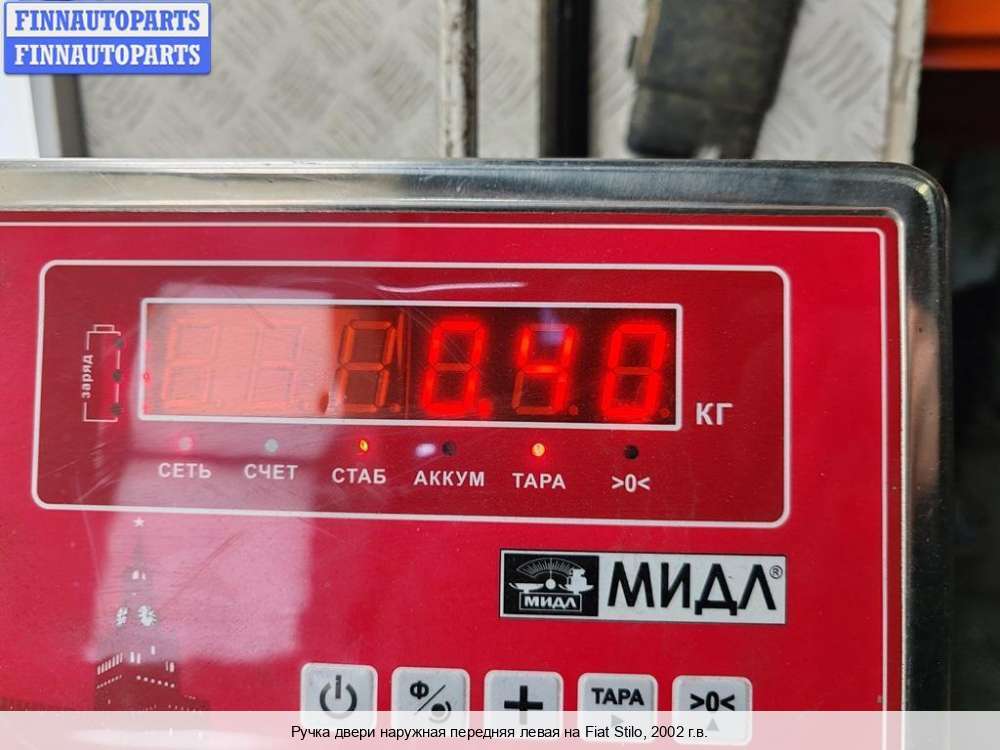 FINNAUTOPARTS
FINNAUTOPARTS
заряд
0.40
КГ
СЕТЬ СЧЕТ СТАБ АККУМ ТАРА >0<
МИДЛ МИДЛ®
Ф ТАРА >0<
Ручка двери наружная передняя левая на Fiat Stilo, 2002 г.в.